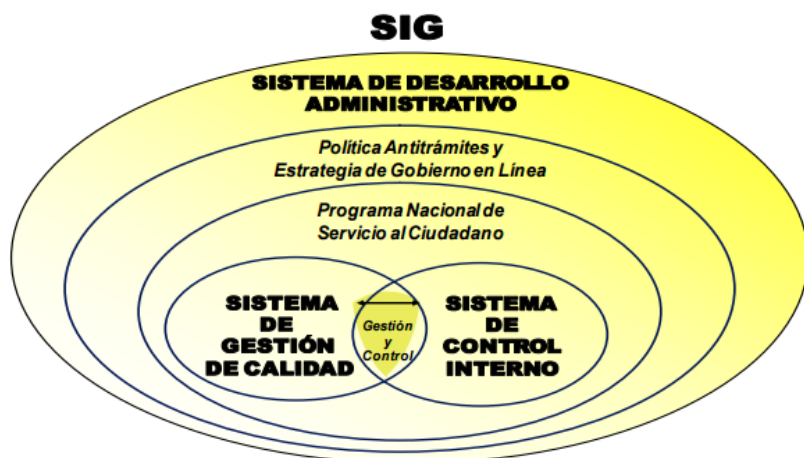 SIG
SISTEMA DE DESARROLLO
ADMINISTRATIVO
Política Antitrámites y
Estrategia de Gobierno en Línea
Programa Nacional de
Servicio al Ciudadano
SISTEMA
DE
GESTIÓN
DE CALIDAD
Gestión
y
Control
SISTEMA
DE
CONTROL
INTERNO